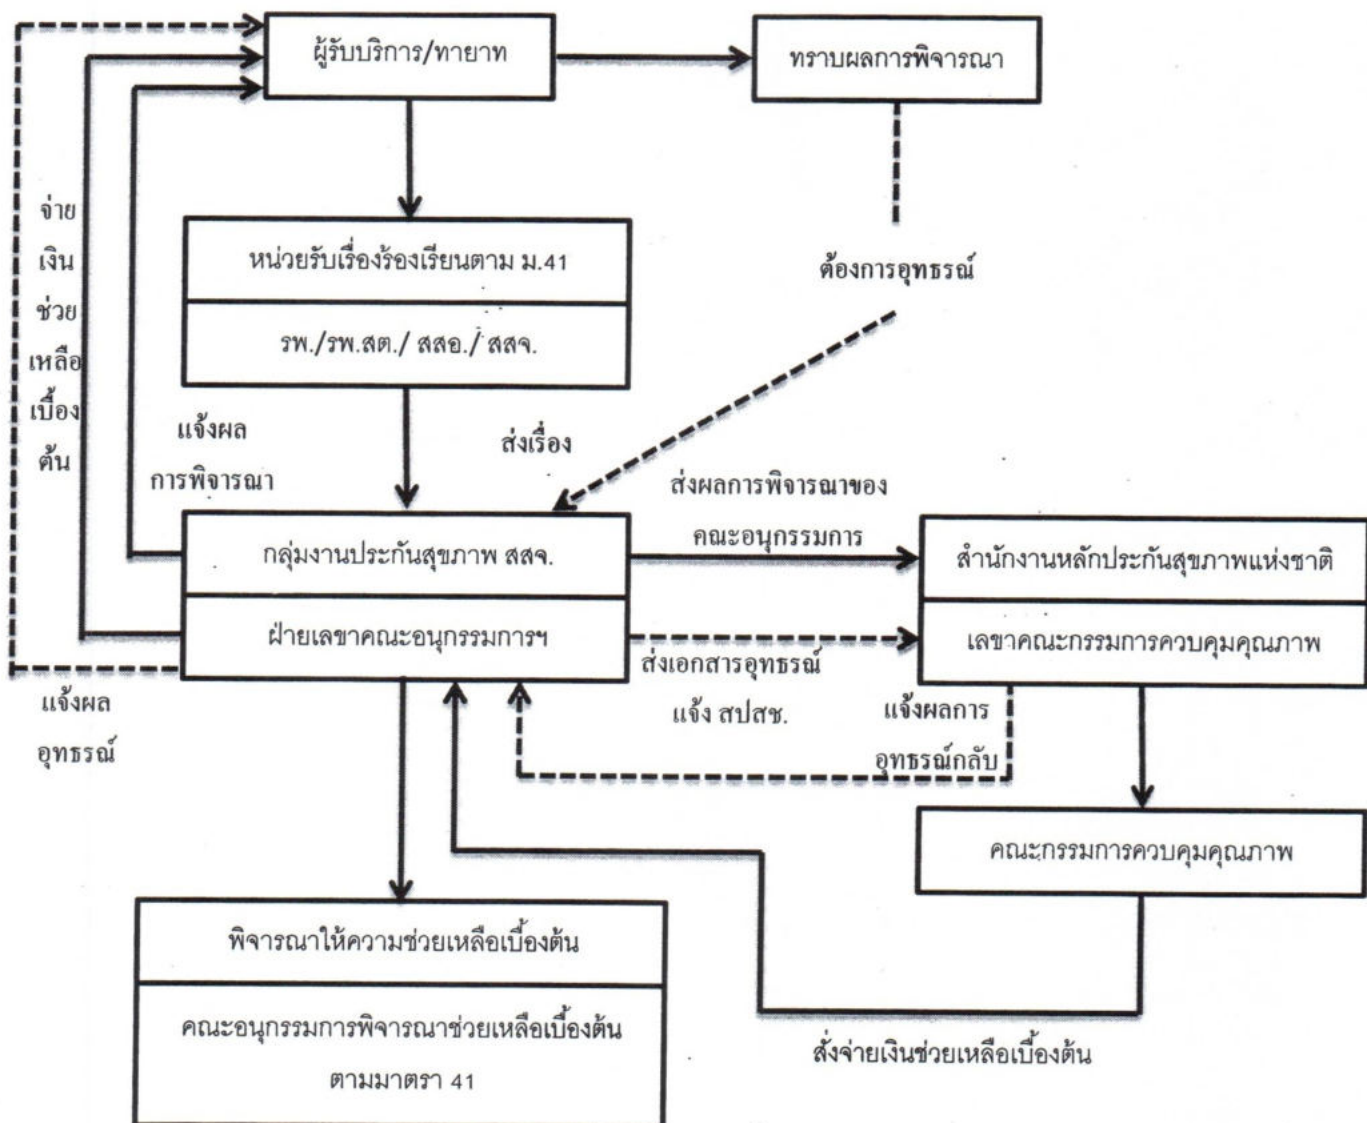 ผู้รับบริการ/ทายาท
ทราบผลการพิจารณา
จ่าย
เงิน
ช่วย
เหลือ
เบื้อง
ต้น
หน่วยรับเรื่องร้องเรียนตาม ม.41
รพ./รพ.สต./ สสอ./ สสจ.
ต้องการอุทธรณ์
แจ้งผล
การพิจารณา
ส่งเรื่อง
ส่งผลการพิจารณาของ
คณะอนุกรรมการ
กลุ่มงานประกันสุขภาพ สสจ.
ฝ่ายเลขาคณะอนุกรรมการฯ
สำนักงานหลักประกันสุขภาพแห่งชาติ
เลขาคณะกรรมการควบคุมคุณภาพ
แจ้งผล
อุทธรณ์
ส่งเอกสารอุทธรณ์
แจ้ง สปสช.
แจ้งผลการ
อุทธรณ์กลับ
คณะกรรมการควบคุมคุณภาพ
พิจารณาให้ความช่วยเหลือเบื้องต้น
คณะอนุกรรมการพิจารณาช่วยเหลือเบื้องต้น
ตามมาตรา 41
สั่งจ่ายเงินช่วยเหลือเบื้องต้น